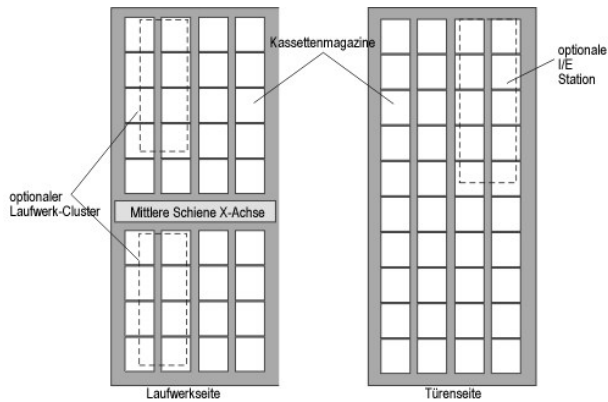 Kassettenmagazine
optionale
I/E
Station
optionaler
Laufwerk-Cluster
Mittlere Schiene X-Achse
Laufwerkseite
Türenseite